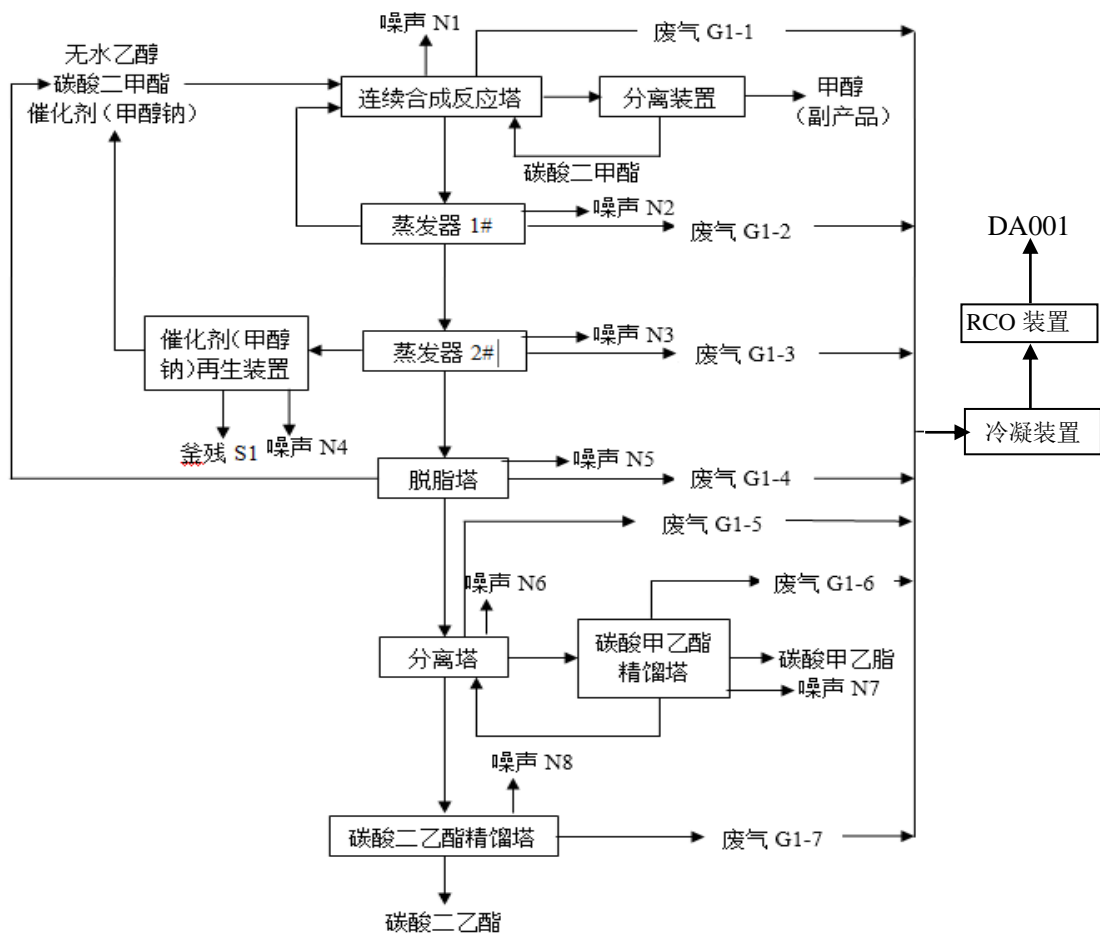 噪声 N1
废气 G1-1
无水乙醇
碳酸二甲酯
催化剂（甲醇钠）
连续合成反应塔
分离装置
甲醇
（副产品）
碳酸二甲酯
蒸发器 1#
噪声 N2
废气 G1-2
DA001
RCO 装置
催化剂（甲醇
钠）再生装置
蒸发器 2#
噪声 N3
废气 G1-3
冷凝装置
釜残 S1
噪声 N4
脱脂塔
噪声 N5
废气 G1-4
废气 G1-5
噪声 N6
废气 G1-6
分离塔
碳酸甲乙酯
精馏塔
碳酸甲乙脂
噪声 N7
噪声 N8
碳酸二乙酯精馏塔
废气 G1-7
碳酸二乙酯